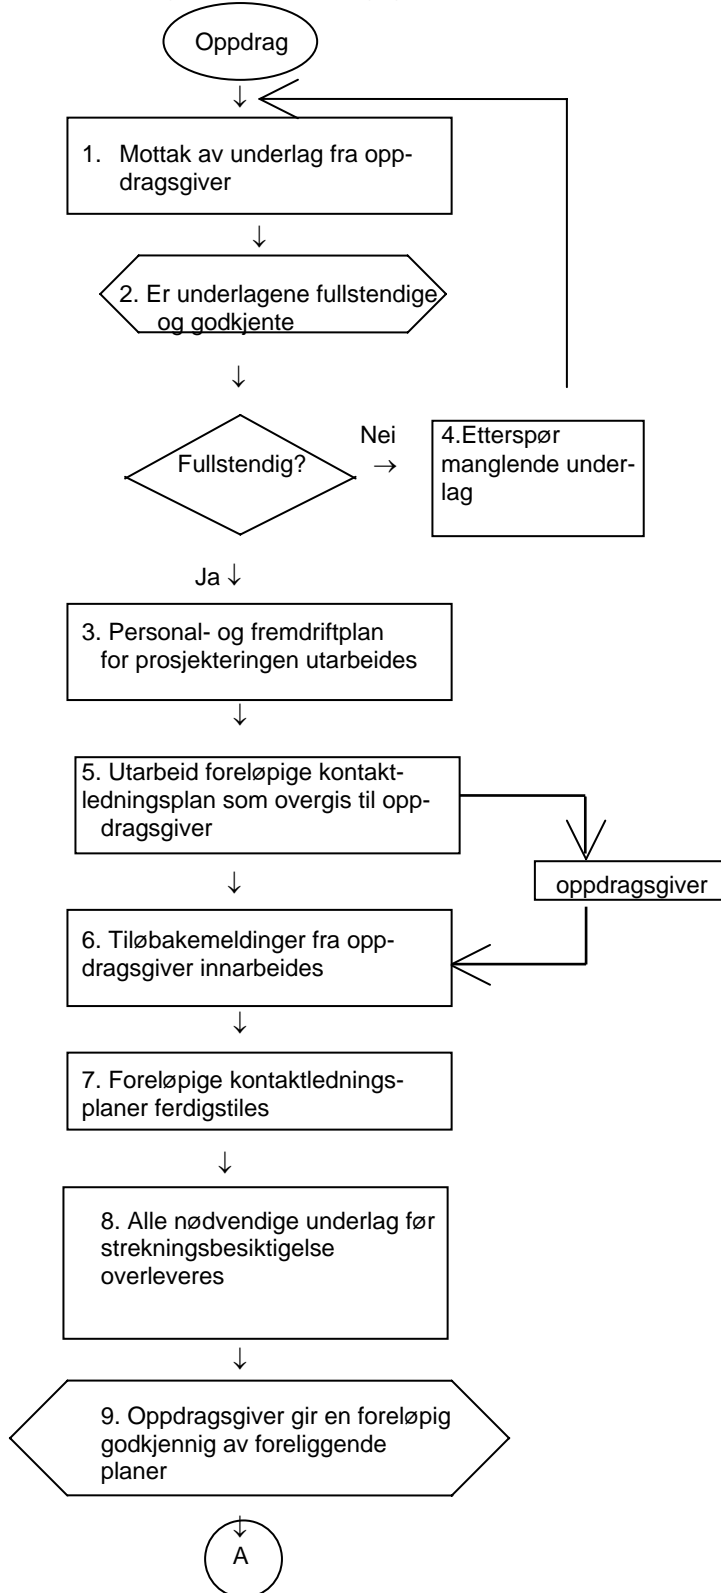 Oppdrag
↓
1. Mottak av underlag fra opp-
dragsgiver
↓
2. Er underlagene fullstendige
og godkjente
↓
Fullstendig?
Nei
→
4.Etterspør
manglende under-
lag
Ja ↓
3. Personal- og fremdriftplan
for prosjekteringen utarbeides
↓
5. Utarbeid foreløpige kontakt-
ledningsplan som overgis til opp-
dragsgiver
oppdragsgiver
↓
6. Tiløbakemeldinger fra opp-
dragsgiver innarbeides
↓
7. Foreløpige kontaktlednings-
planer ferdigstiles
↓
8. Alle nødvendige underlag før
strekningsbesiktigelse
overleveres
↓
9. Oppdragsgiver gir en foreløpig
godkjennig av foreliggende
planer
↓
A